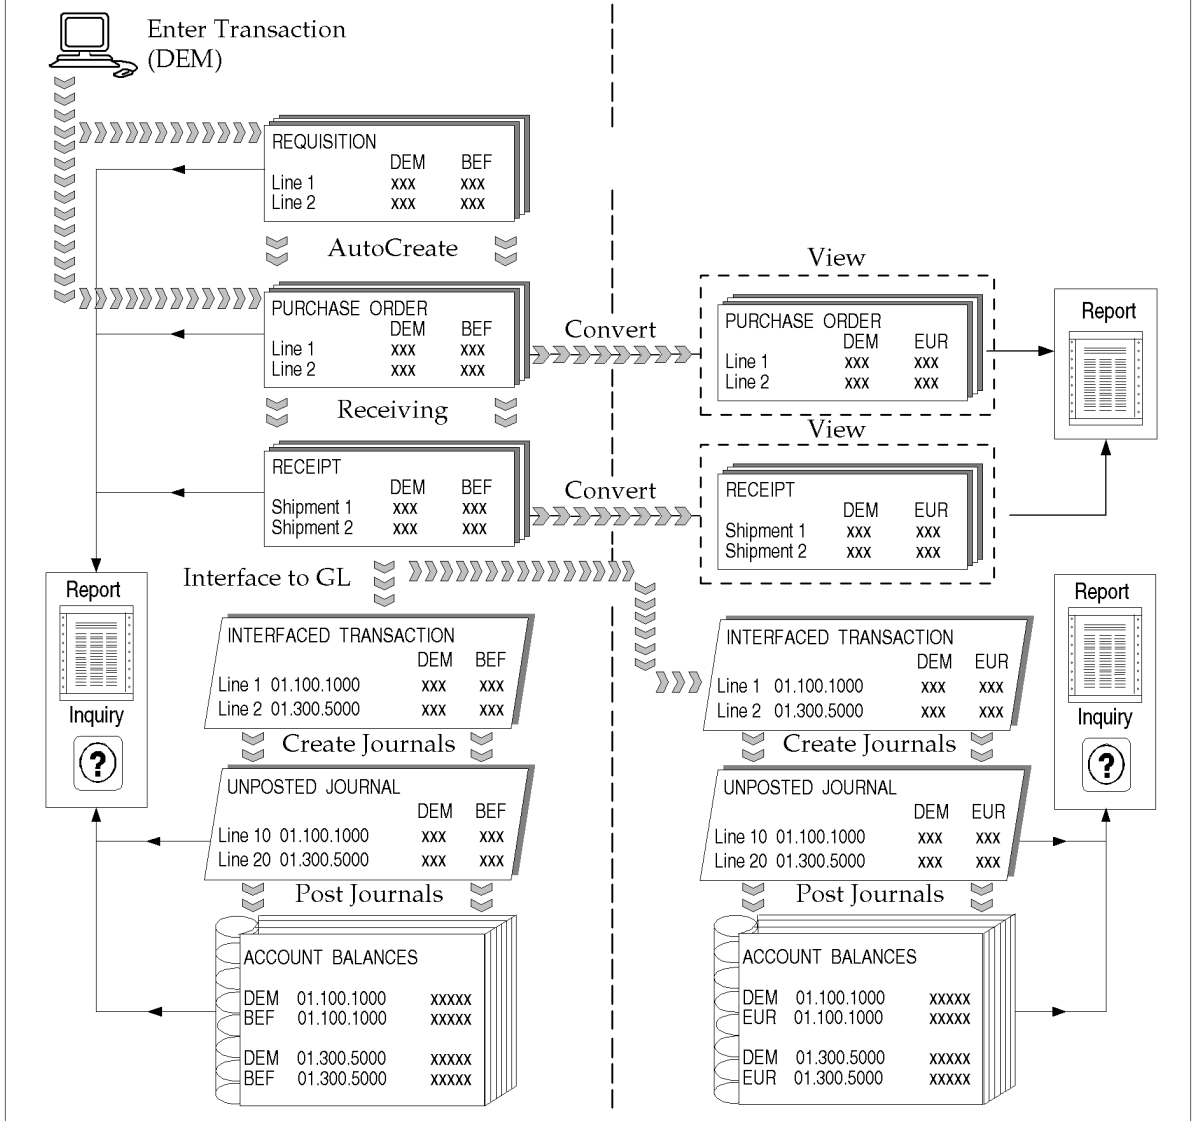 Enter Transaction
(DEM)
REQUISITION
DEM BEF
Line 1 xxx xxx
Line 2 xxx xxx
AutoCreate
PURCHASE ORDER
DEM BEF
Line 1 xxx xxx
Line 2 xxx xxx
Convert
View
PURCHASE ORDER
DEM EUR
Line 1 xxx xxx
Line 2 xxx xxx
Report
Receiving
RECEIPT
DEM BEF
Shipment 1 xxx xxx
Shipment 2 xxx xxx
Convert
View
RECEIPT
DEM EUR
Shipment 1 xxx xxx
Shipment 2 xxx xxx
Interface to GL
Report
Inquiry
?
INTERFACED TRANSACTION
DEM BEF
Line 1 01.100.1000 xxx xxx
Line 2 01.300.5000 xxx xxx
Create Journals
UNPOSTED JOURNAL
DEM BEF
Line 10 01.100.1000 xxx xxx
Line 20 01.300.5000 xxx xxx
Post Journals
ACCOUNT BALANCES
DEM 01.100.1000 xxxxx
BEF 01.100.1000 xxxxx
DEM 01.300.5000 xxxxx
BEF 01.300.5000 xxxxx
INTERFACED TRANSACTION
DEM EUR
Line 1 01.100.1000 xxx xxx
Line 2 01.300.5000 xxx xxx
Create Journals
UNPOSTED JOURNAL
DEM EUR
Line 10 01.100.1000 xxx xxx
Line 20 01.300.5000 xxx xxx
Post Journals
ACCOUNT BALANCES
DEM 01.100.1000 xxxxx
EUR 01.100.1000 xxxxx
DEM 01.300.5000 xxxxx
EUR 01.300.5000 xxxxx
Report
Inquiry
?